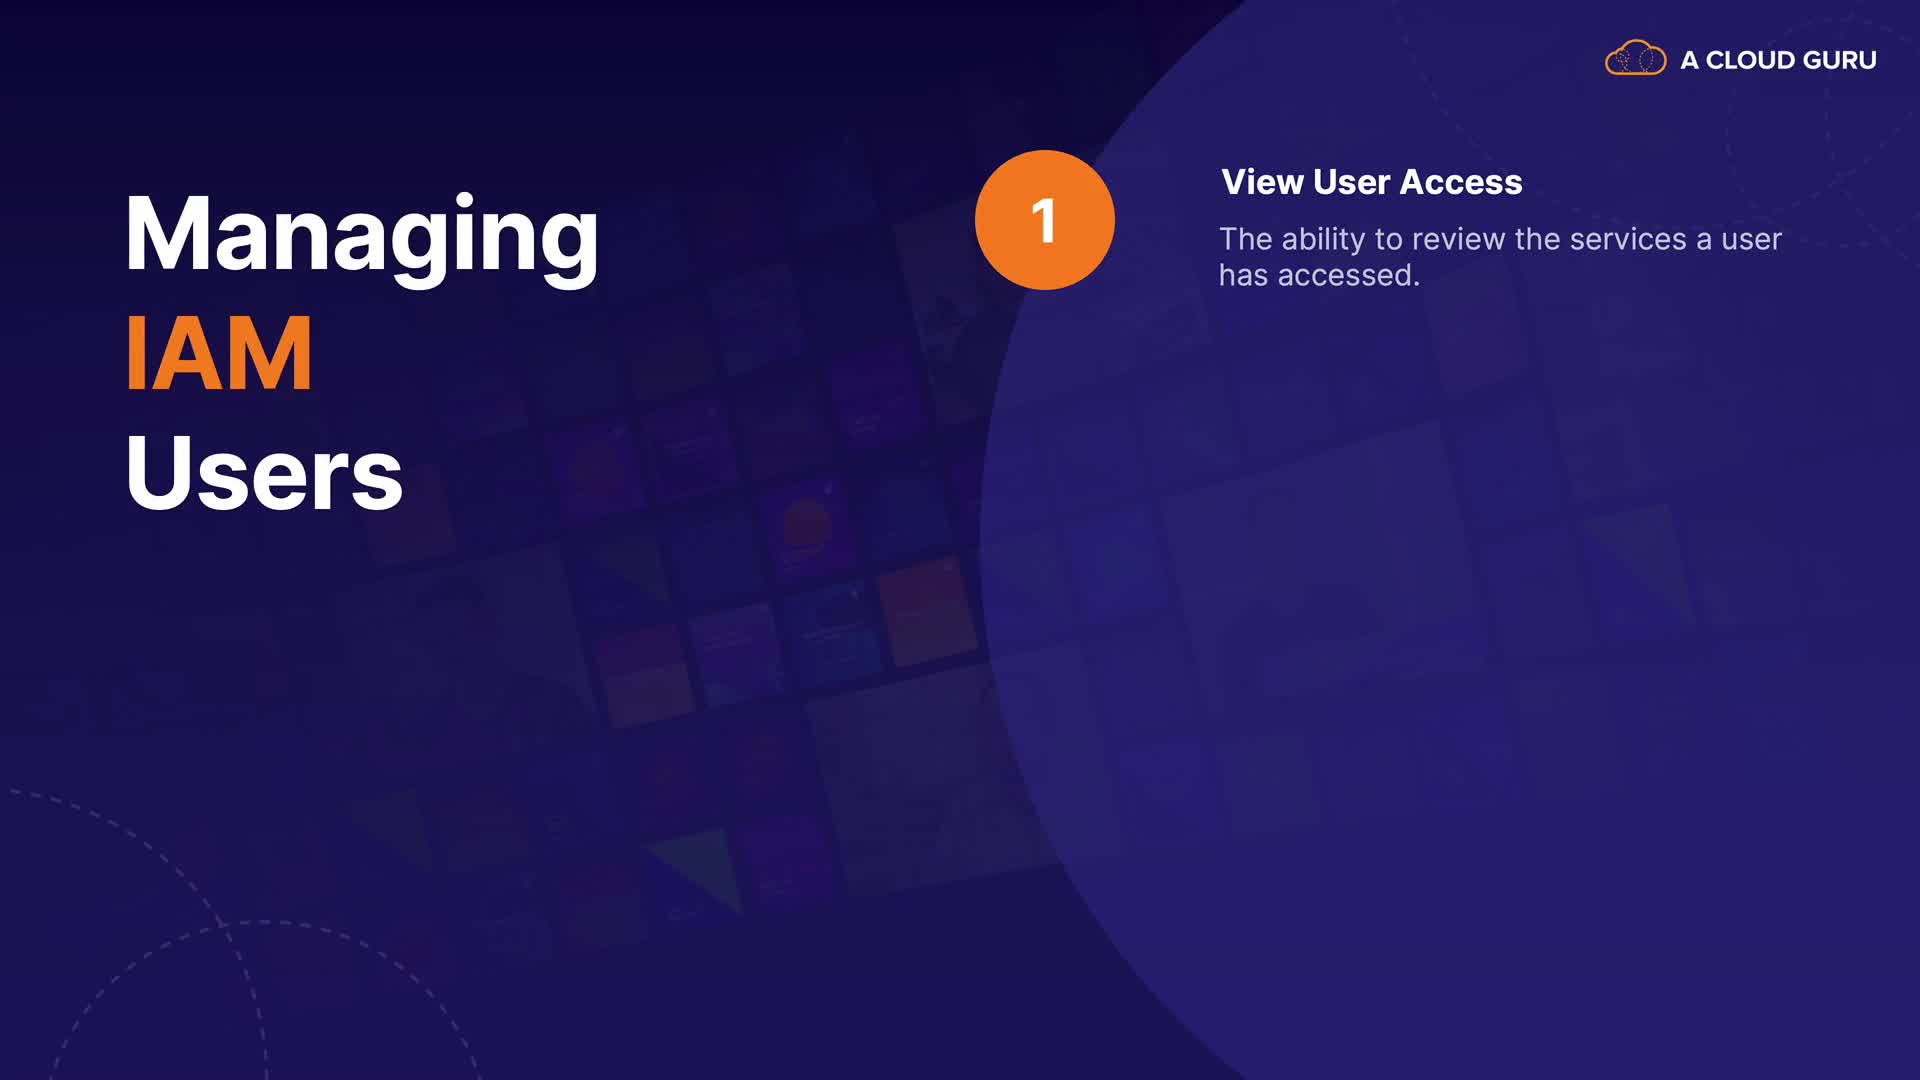 A CLOUD GURU
Managing
IAM
Users
1
View User Access
The ability to review the services a user
has accessed.